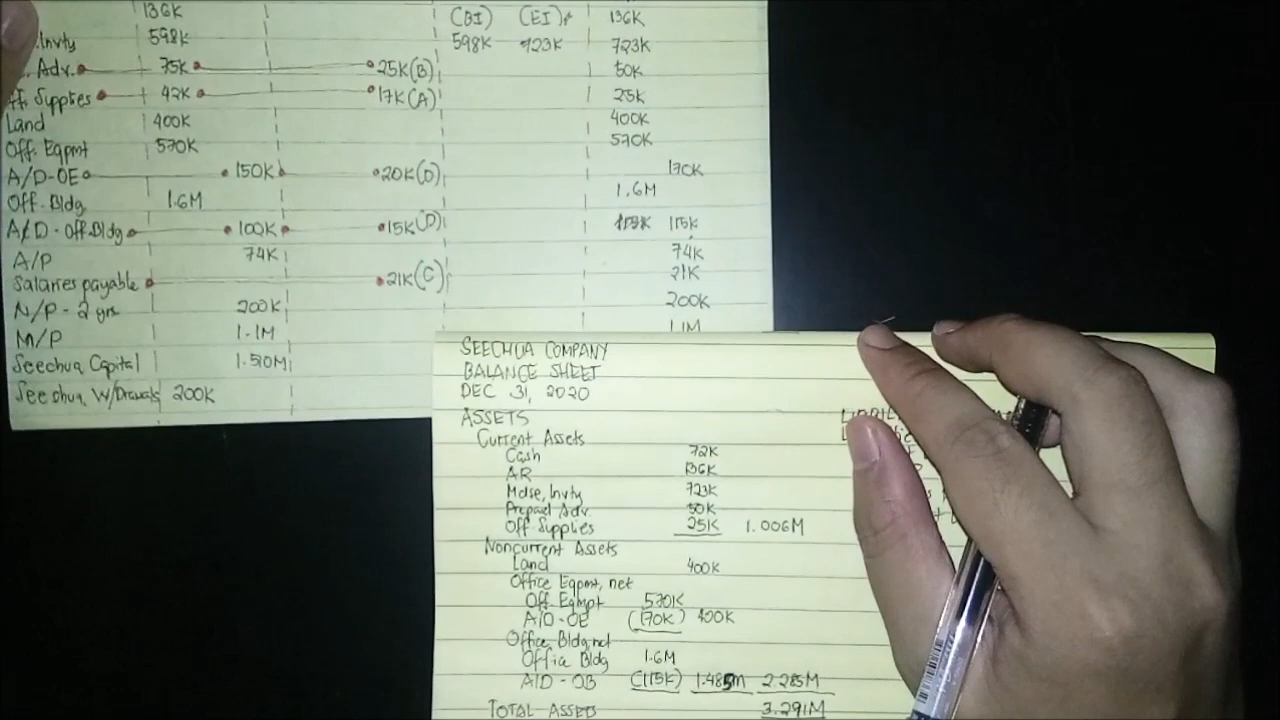 136K (BI) (EI) 136K
Invty 598K 598K 723K 723K
Adv. 75K 25K(B) 50K
ff. Supplies 42K 17K(A) 25K
Land 400K 400K
Off. Eqpmt 570K 570K
A/D-OE 150K 20K(D) 170K
Off. Bldg 1.6M 1.6M
A/D - Off. Bldg 100K 15K(D) 115K
A/P 74K 74K
Salaries payable 21K(C) 21K
N/P - 2 yrs 200K 200K
M/P 1.1M 1.1M
Seechua Capital 1.510M
Seechua W/Drawals 200K
SEECHUA COMPANY
BALANCE SHEET
DEC 31, 2020
ASSETS
Current Assets
Cash 72K
AR 136K
Mdse, Invty 723K
Prepaid Adv. 50K
Off Supplies 25K 1.006M
Noncurrent Assets
Land 400K
Office Eqpmt, net
Off. Eqmpt 570K
A/D-OE (170K) 400K
Office Bldg, net
Office Bldg 1.6M
A/D - OB (115K) 1.485M 2.285M
TOTAL ASSETS 3.291M